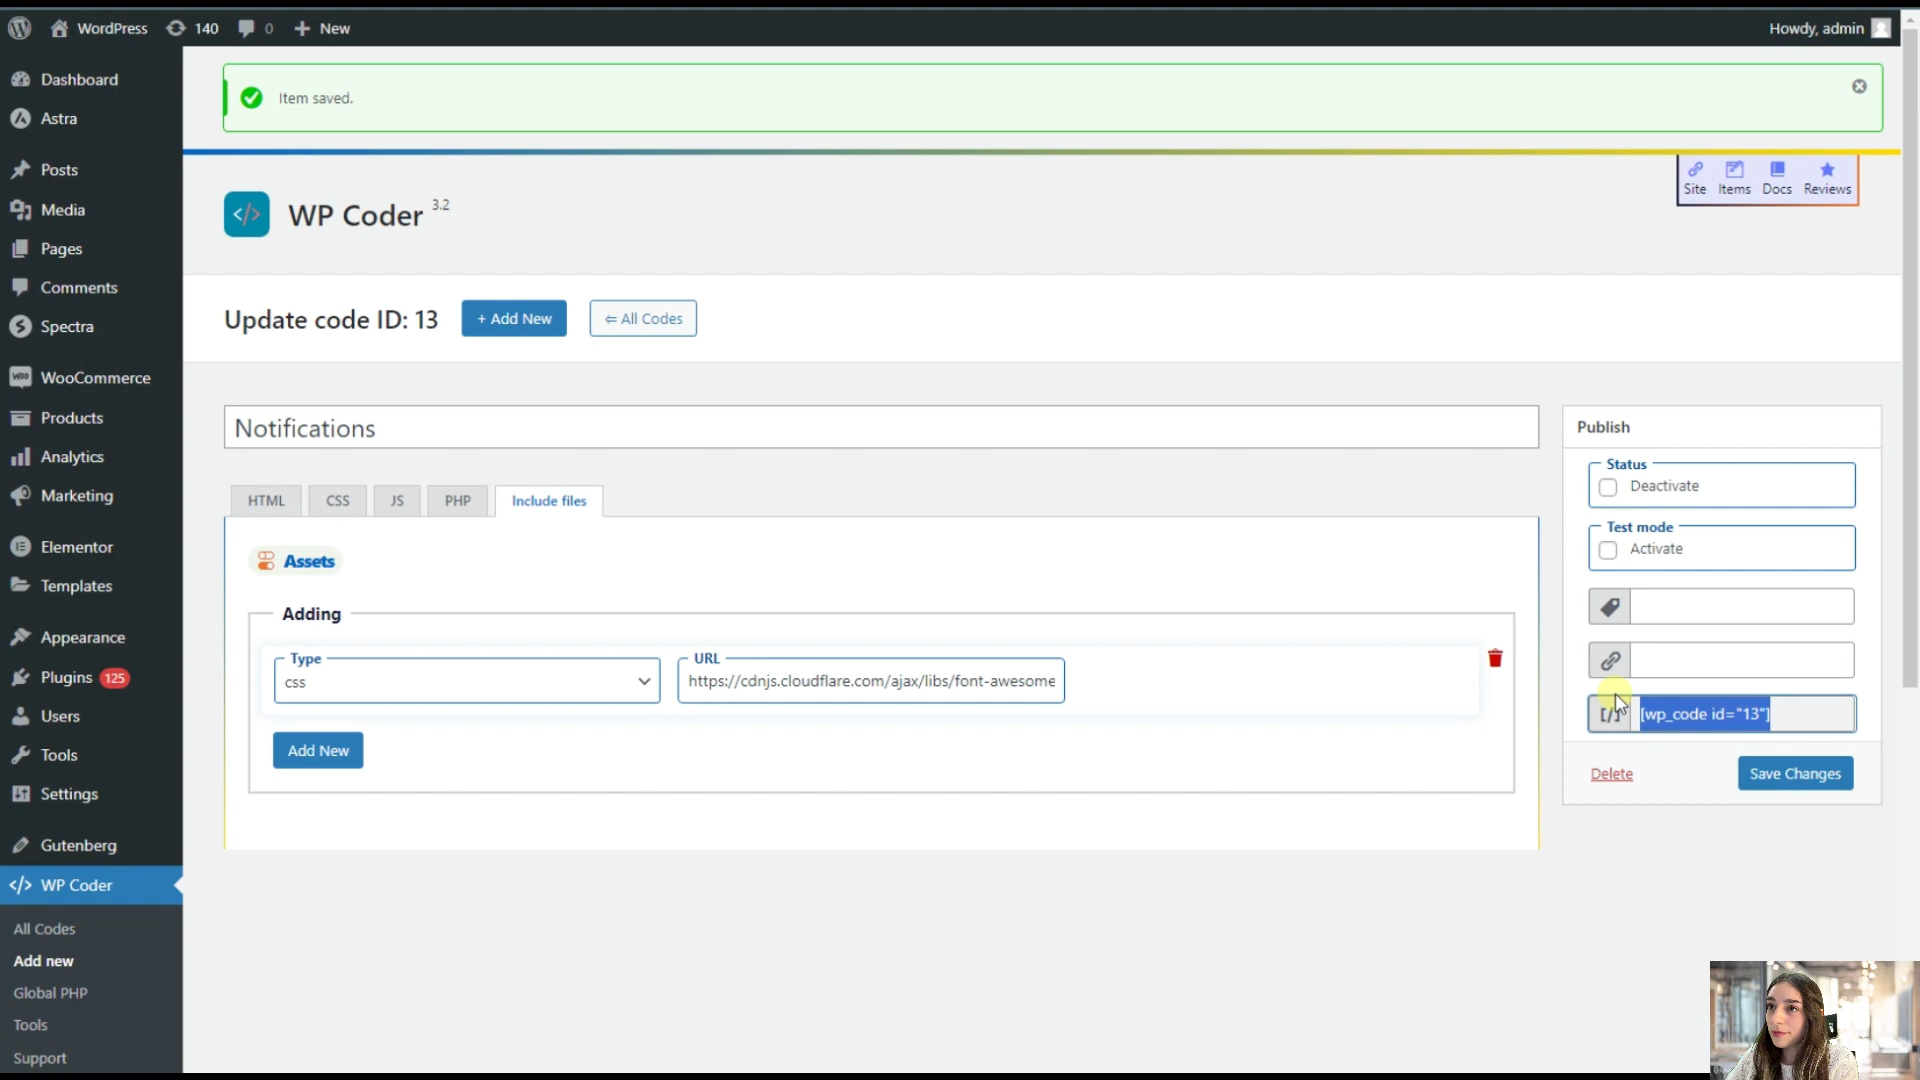 WordPress 140 0 New Howdy, admin
Dashboard
Astra
Posts
Media
Pages
Comments
Spectra
WooCommerce
Products
Analytics
Marketing
Elementor
Templates
Appearance
Plugins 125
Users
Tools
Settings
Gutenberg
</> WP Coder
All Codes
Add new
Global PHP
Tools
Support
Item saved.
Site Items Docs Reviews
</> WP Coder 3.2
Update code ID: 13 + Add New ⇐ All Codes
Notifications
HTML CSS JS PHP Include files
Assets
Adding
Type URL
css https://cdnjs.cloudflare.com/ajax/libs/font-awesome
Add New
Publish
Status
Deactivate
Test mode
Activate
[/] [wp_code id="13"]
Delete Save Changes